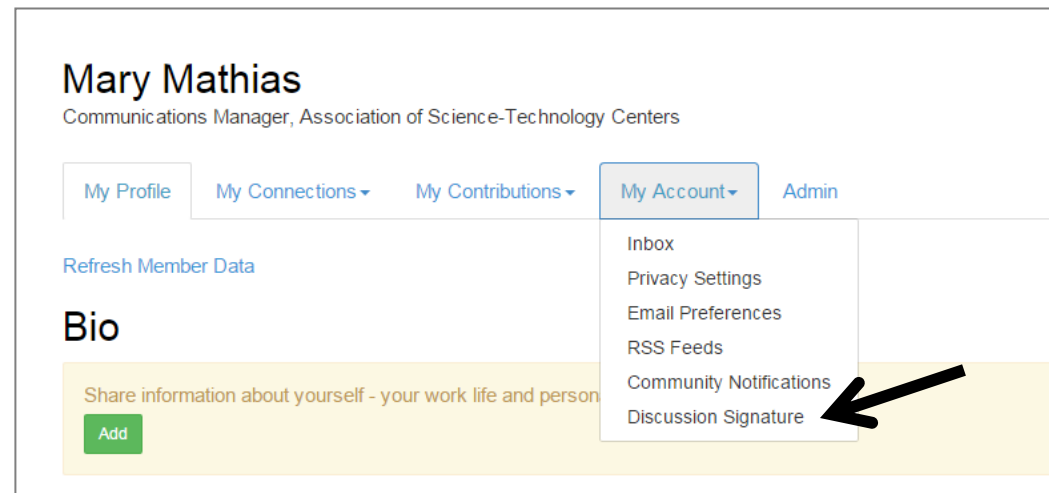 Mary Mathias
Communications Manager, Association of Science-Technology Centers
My Profile My Connections My Contributions My Account Admin
Inbox
Refresh Member Data
Privacy Settings
Email Preferences
Bio
RSS Feeds
Community Notifications
Share information about yourself - your work life and person
Discussion Signature
Add